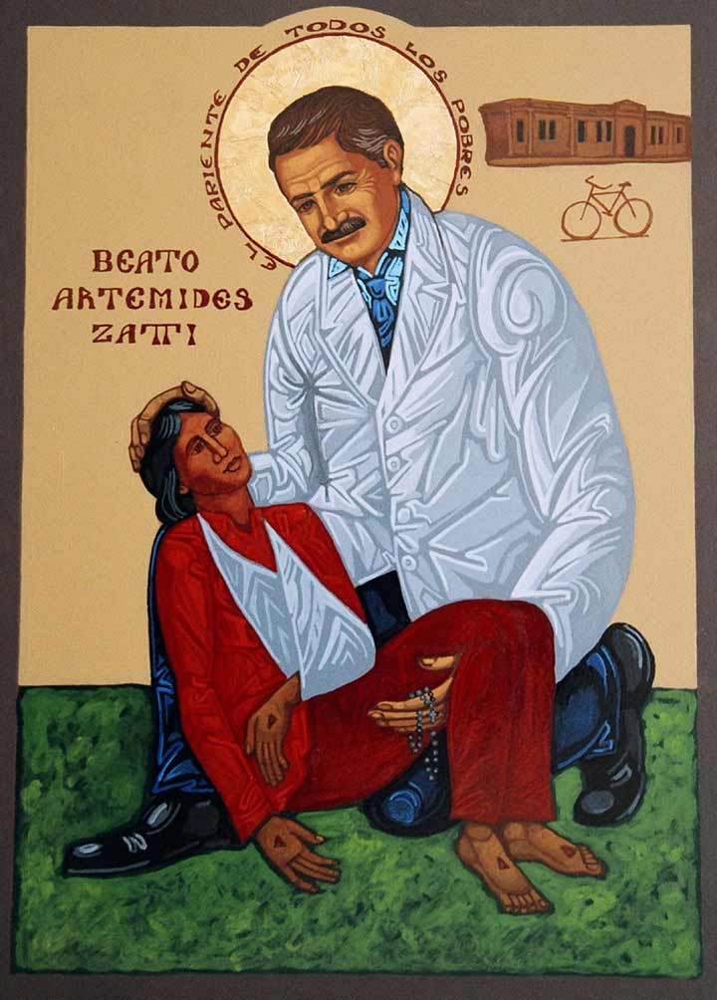 EL PARIENTE DE TODOS LOS POBRES
BEATO
ARTEMIDES
ZATTI